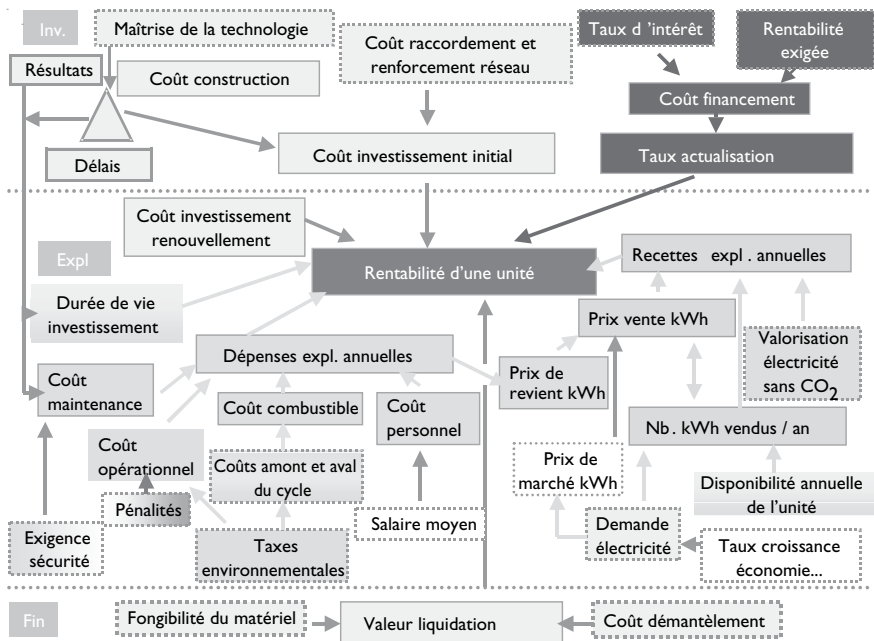 Inv.
Maîtrise de la technologie
Coût raccordement et
renforcement réseau
Taux d ’intérêt
Rentabilité
exigée
Résultats
Coût construction
Coût financement
Délais
Coût investissement initial
Taux actualisation
Coût investissement
renouvellement
Expl
Rentabilité d’une unité
Recettes expl . annuelles
Durée de vie
investissement
Prix vente kWh
Dépenses expl. annuelles
Valorisation
électricité
sans CO2
Coût
maintenance
Prix de
revient kWh
Coût combustible
Coût
personnel
Nb . kWh vendus / an
Coût
opérationnel
Coûts amont et aval
du cycle
Prix de
marché kWh
Disponibilité annuelle
de l’unité
Pénalités
Salaire moyen
Demande
électricité
Exigence
sécurité
Taxes
environnementales
Taux croissance
économie...
Fin
Fongibilité du matériel
Valeur liquidation
Coût démantèlement